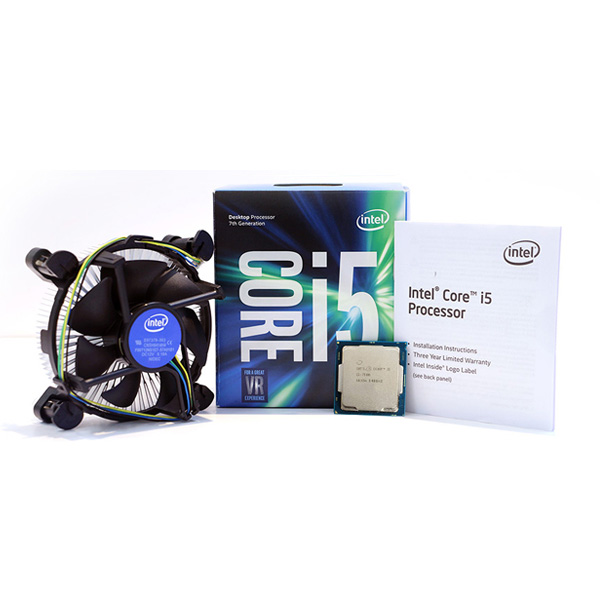 Desktop Processor
7th Generation
intel
CORE i5
FOR A GREAT
VR
EXPERIENCE
intel
intel
Intel® Core™ i5
Processor
Installation Instructions
Three Year Limited Warranty
Intel Inside® Logo Label
(see back panel)